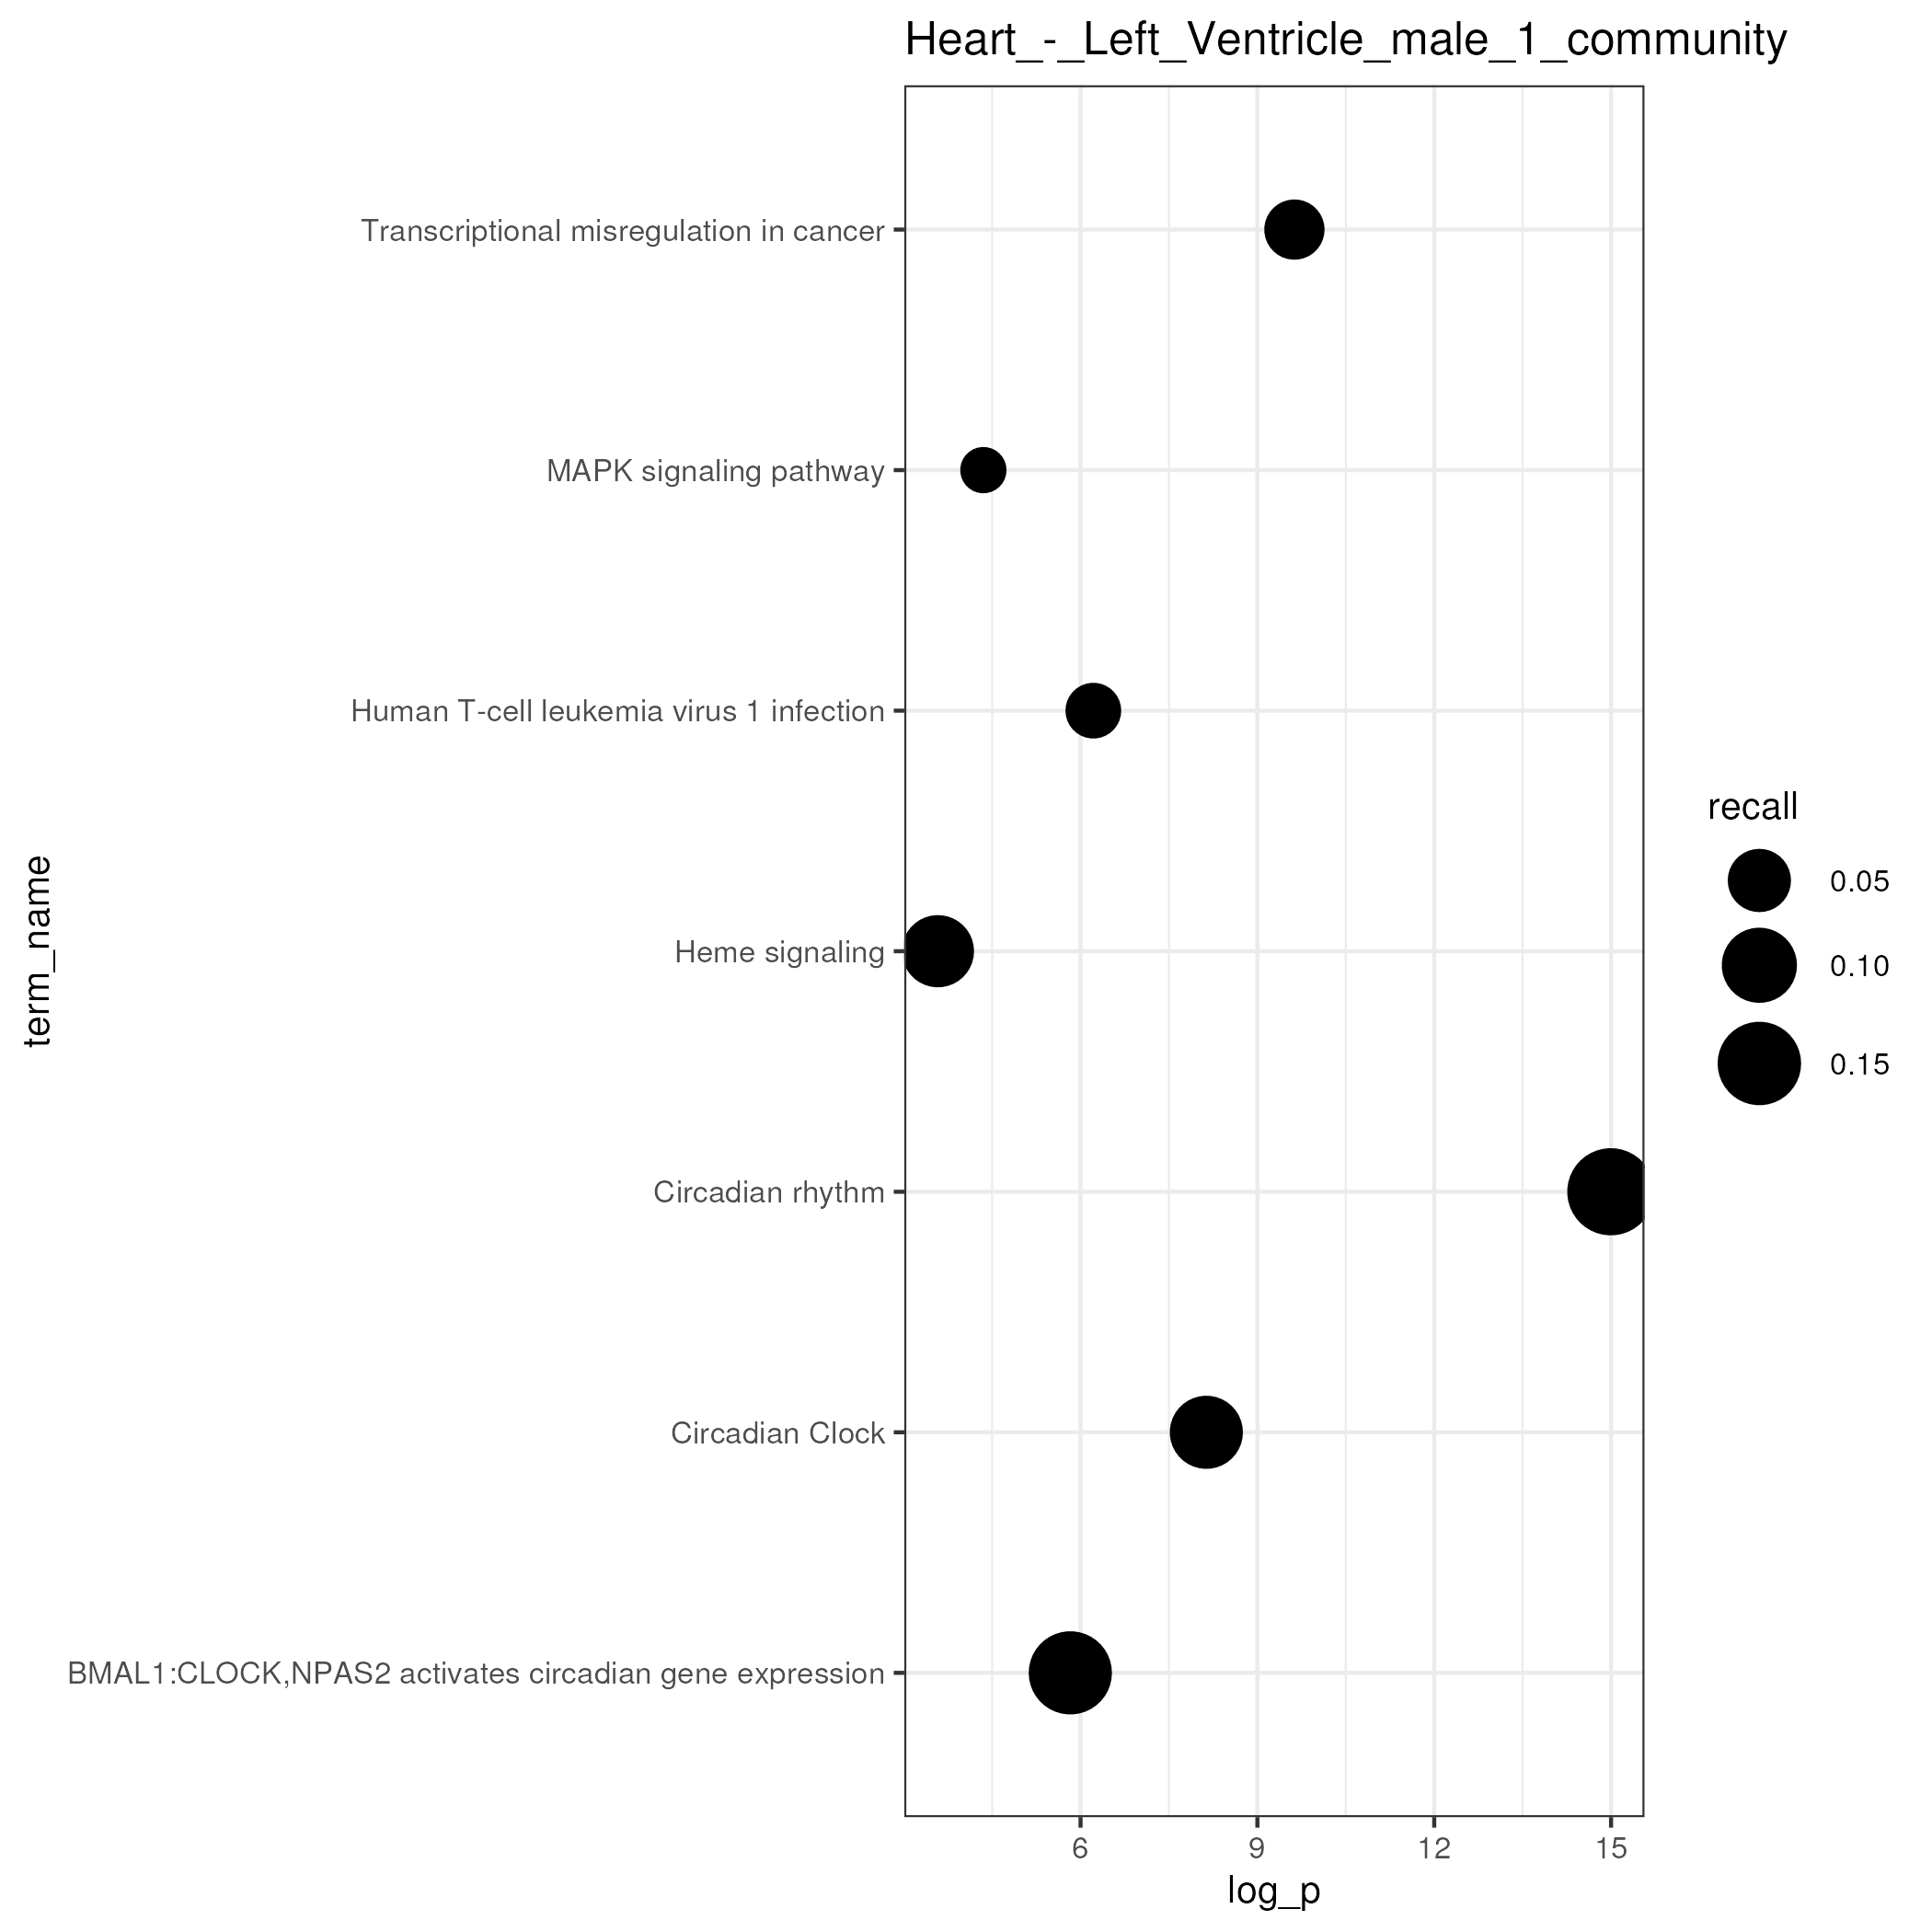 Heart_-_Left_Ventricle_male_1_community
Transcriptional misregulation in cancer
MAPK signaling pathway
Human T-cell leukemia virus 1 infection
Heme signaling
Circadian rhythm
Circadian Clock
BMAL1:CLOCK,NPAS2 activates circadian gene expression
term_name
6 9 12 15
log_p
recall
0.05
0.10
0.15